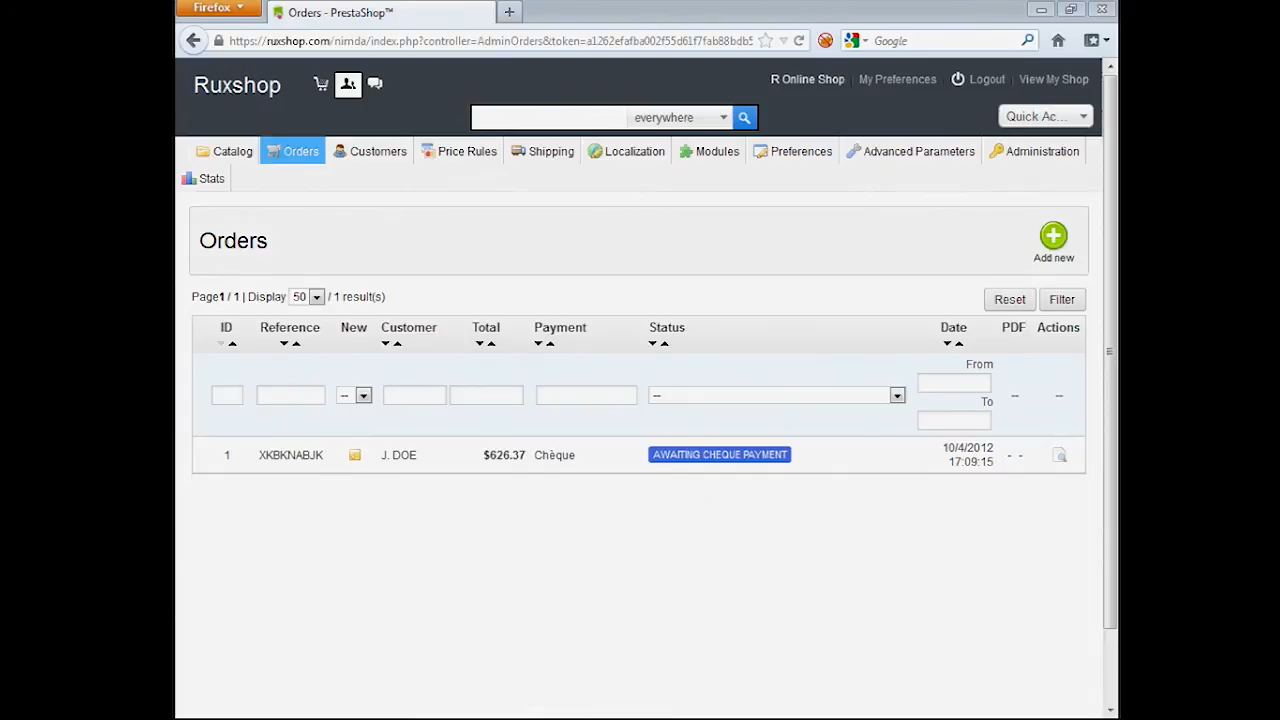 Firefox
Orders - PrestaShop™
https://ruxshop.com/nimda/index.php?controller=AdminOrders&token=a1262efafba002f55d61f7fab88bdb5
Google
Ruxshop
R Online Shop
My Preferences
Logout
View My Shop
everywhere
Quick Ac...
Catalog
Orders
Customers
Price Rules
Shipping
Localization
Modules
Preferences
Advanced Parameters
Administration
Stats
Orders
Add new
Page1 / 1 | Display 50 / 1 result(s)
Reset
Filter
ID Reference New Customer Total Payment Status Date PDF Actions
From
-- -- -- --
To
1 XKBKNABJK J. DOE $626.37 Chèque AWAITING CHEQUE PAYMENT 10/4/2012 17:09:15 - -